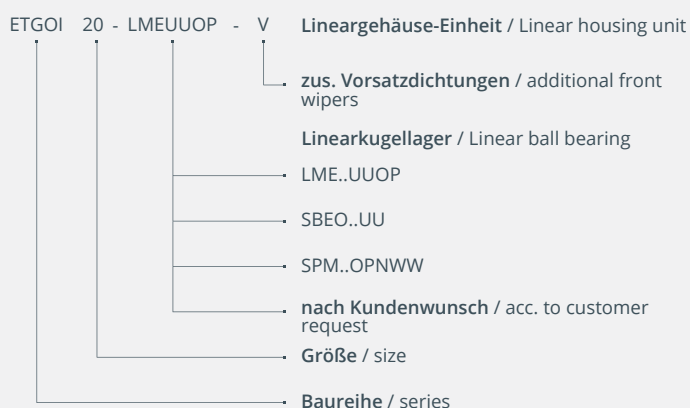 ETGOI 20 - LMEUUOP - V Lineargehäuse-Einheit / Linear housing unit
zus. Vorsatzdichtungen / additional front
wipers
Linearkugellager / Linear ball bearing
LME..UUOP
SBEO..UU
SPM..OPNWW
nach Kundenwunsch / acc. to customer
request
Größe / size
Baureihe / series